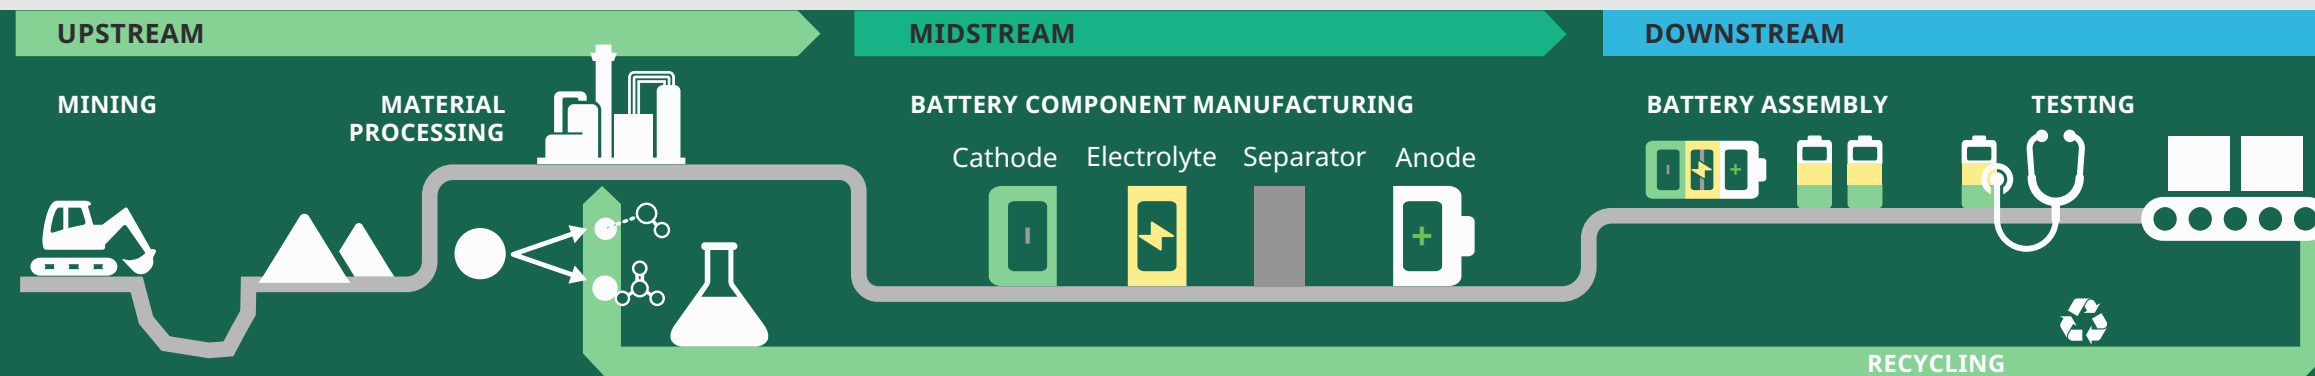 UPSTREAM
MIDSTREAM
DOWNSTREAM
MINING
MATERIAL
PROCESSING
BATTERY COMPONENT MANUFACTURING
Cathode
Electrolyte
Separator
Anode
BATTERY ASSEMBLY
TESTING
RECYCLING